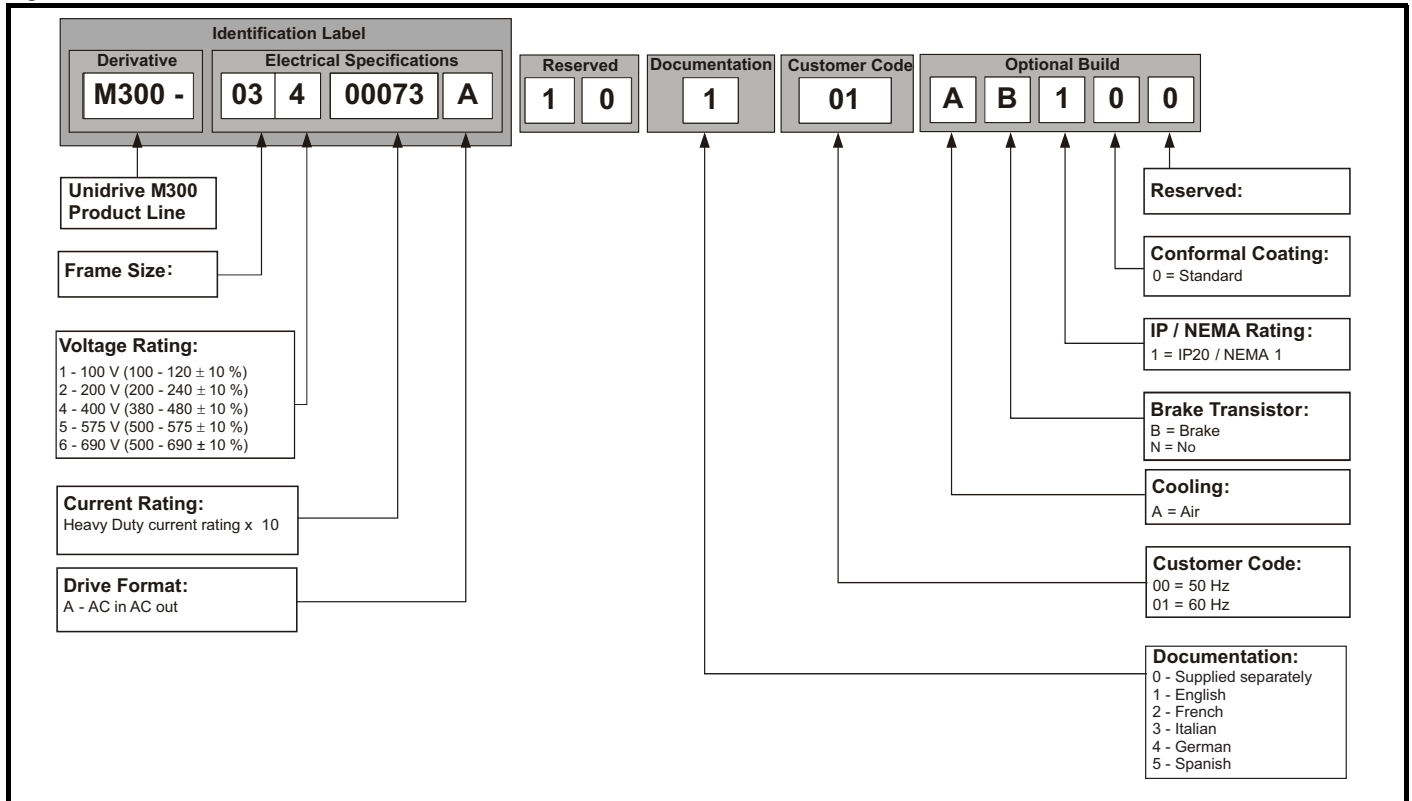 Identification Label
Derivative
Electrical Specifications
Reserved
Documentation
Customer Code
Optional Build
M300 -
03
4
00073
A
1
0
1
01
A
B
1
0
0
Unidrive M300
Product Line
Frame Size:
Voltage Rating:
1 - 100 V (100 - 120 ± 10 %)
2 - 200 V (200 - 240 ± 10 %)
4 - 400 V (380 - 480 ± 10 %)
5 - 575 V (500 - 575 ± 10 %)
6 - 690 V (500 - 690 ± 10 %)
Current Rating:
Heavy Duty current rating x 10
Drive Format:
A - AC in AC out
Reserved:
Conformal Coating:
0 = Standard
IP / NEMA Rating:
1 = IP20 / NEMA 1
Brake Transistor:
B = Brake
N = No
Cooling:
A = Air
Customer Code:
00 = 50 Hz
01 = 60 Hz
Documentation:
0 - Supplied separately
1 - English
2 - French
3 - Italian
4 - German
5 - Spanish